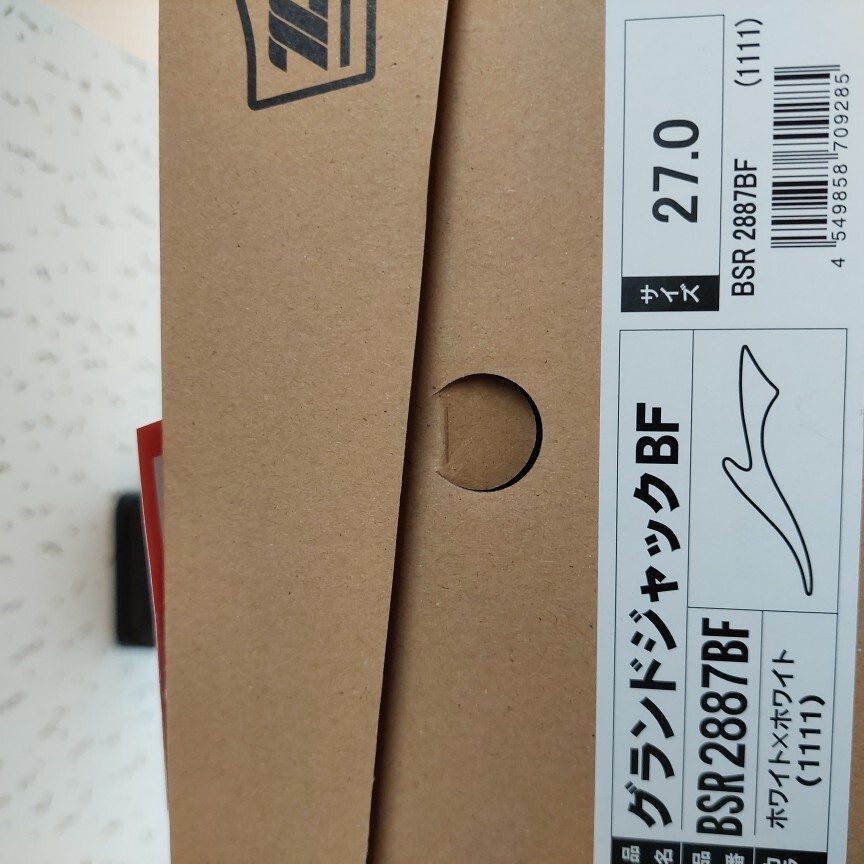 品名
グランドジャックBF
品番
BSR2887BF
ホワイト×ホワイト
(1111)
サイズ
27.0
BSR 2887BF
(1111)
4 549858 709285